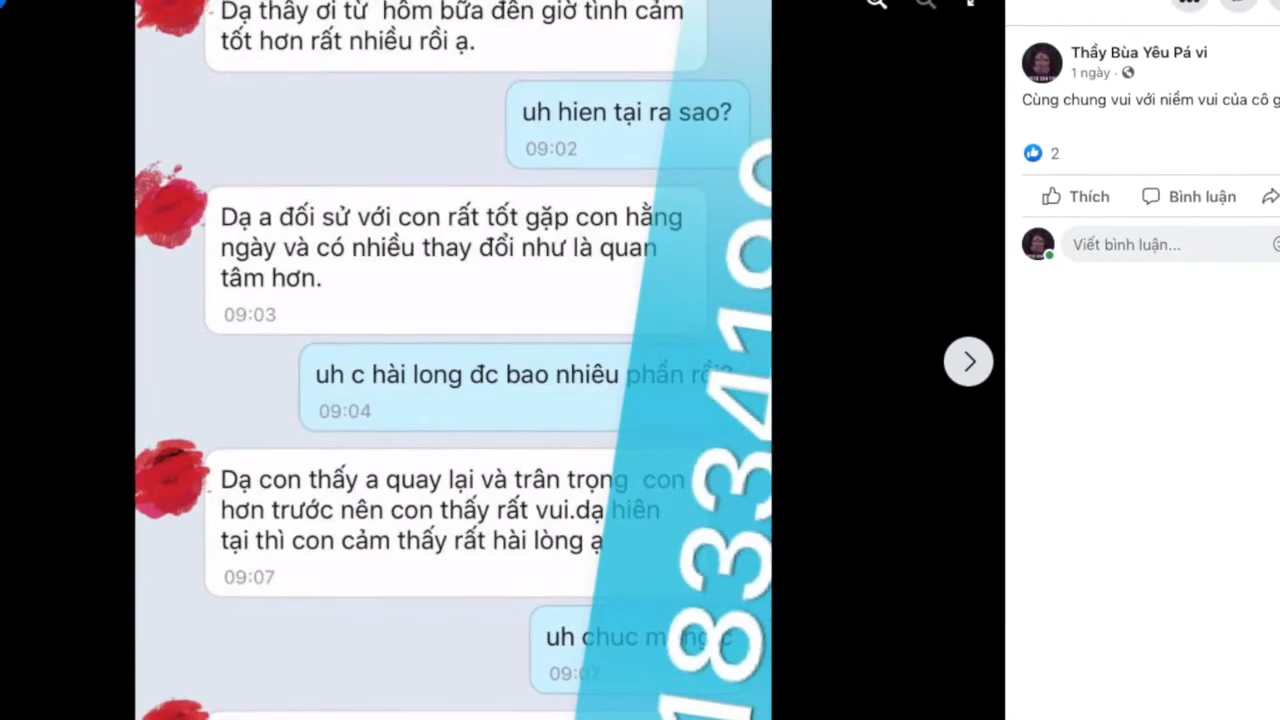 Dạ thầy ơi từ hôm bữa đến giờ tình cảm
tốt hơn rất nhiều rồi ạ.
uh hien tại ra sao?
09:02
Dạ a đối sử với con rất tốt gặp con hằng
ngày và có nhiều thay đổi như là quan
tâm hơn.
09:03
uh c hài long đc bao nhiêu phần rồi?
09:04
Dạ con thấy a quay lại và trân trọng con
hơn trước nên con thấy rất vui.dạ hiên
tại thì con cảm thấy rất hài lòng ạ
09:07
uh chuc
09:07
Thầy Bùa Yêu Pá vi
1 ngày
Cùng chung vui với niềm vui của cô
2
Thích
Bình luận
Viết bình luận...